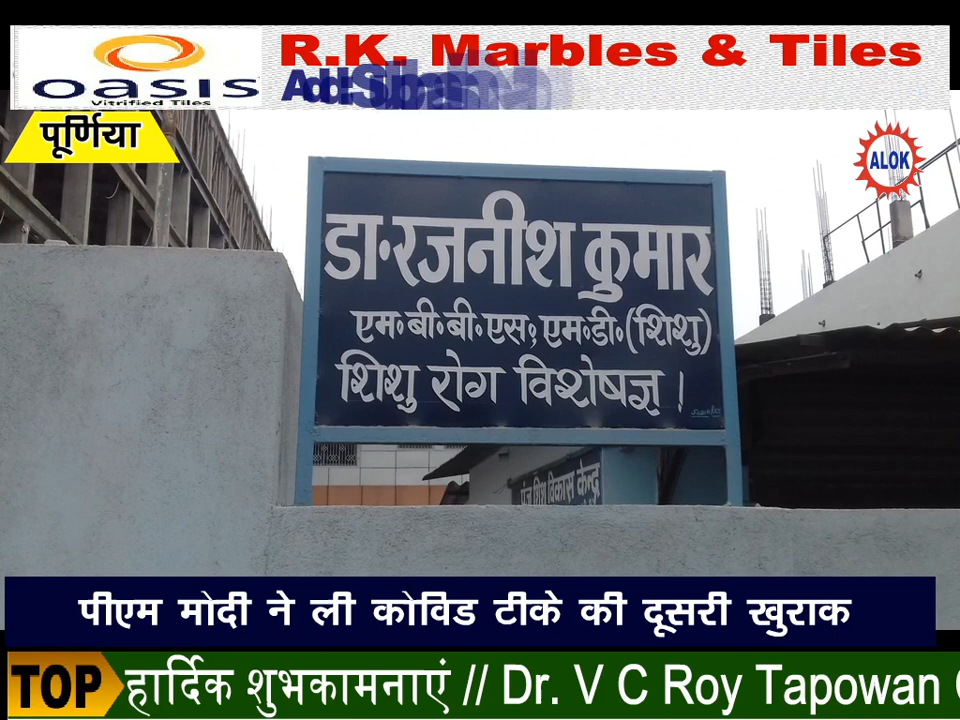 R.K. Marbles & Tiles
OASIS
Vitrified Tiles
पूर्णिया
ALOK
डा॰रजनीश कुमार
एम॰बी॰बी॰एस॰, एम॰डी॰(शिशु)
शिशु रोग विशेषज्ञ।
विकास केन्द्र
पीएम मोदी ने ली कोविड टीके की दूसरी खुराक
TOP हार्दिक शुभकामनाएं // Dr. V C Roy Tapowan